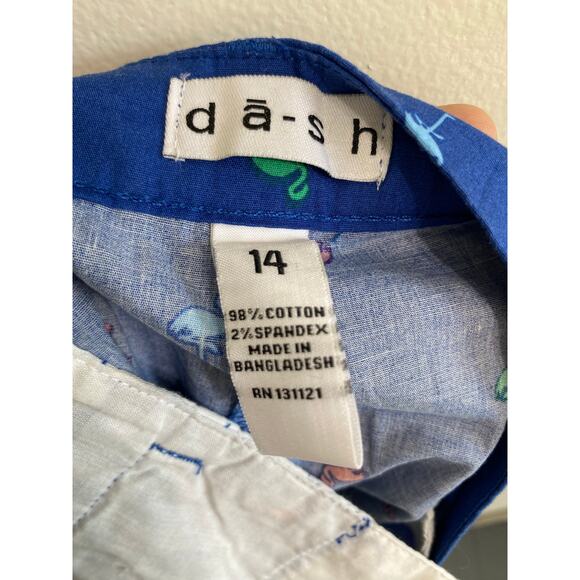 dā-sh
14
98% COTTON
2% SPANDEX
MADE IN
BANGLADESH
RN 131121